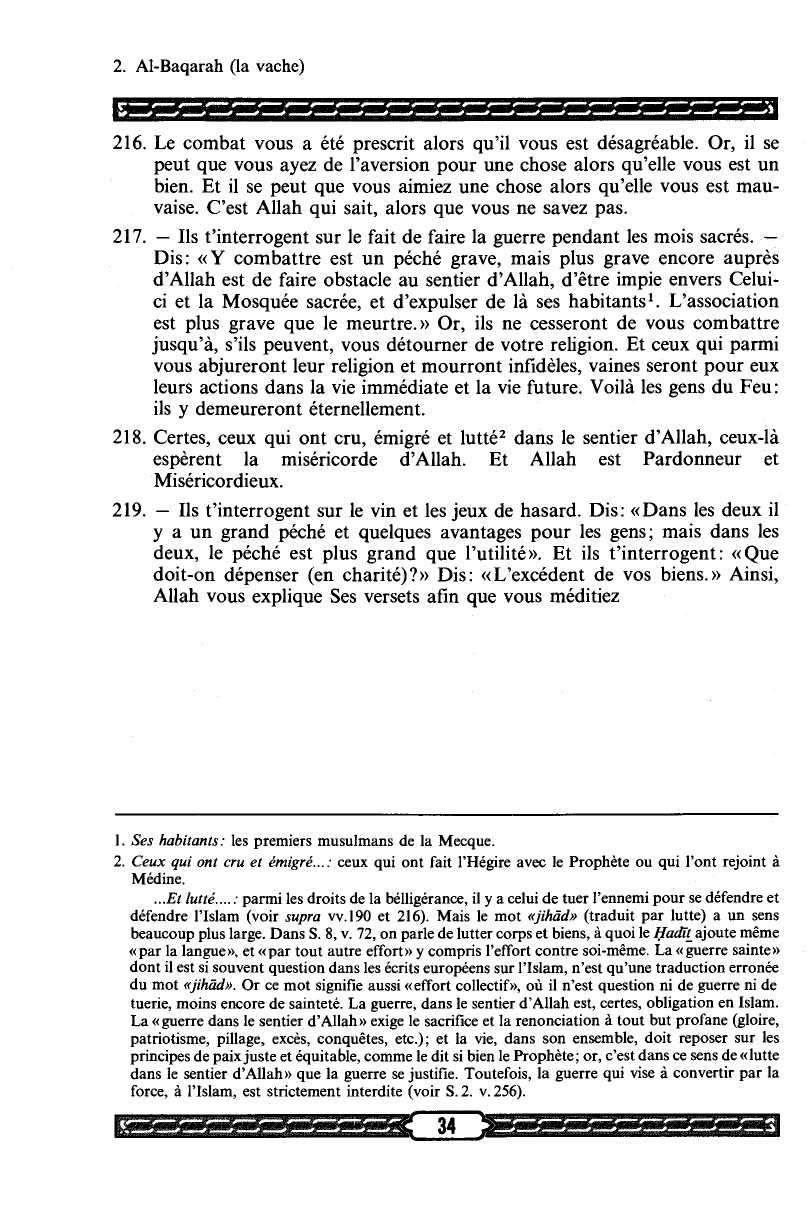 2. Al-Baqarah (la vache)
216. Le combat vous a été prescrit alors qu'il vous est désagréable. Or, il se
peut que vous ayez de l'aversion pour une chose alors qu'elle vous est un
bien. Et il se peut que vous aimiez une chose alors qu'elle vous est mau-
vaise. C'est Allah qui sait, alors que vous ne savez pas.
217. — Ils t'interrogent sur le fait de faire la guerre pendant les mois sacrés. —
Dis: «Y combattre est un péché grave, mais plus grave encore auprès
d'Allah est de faire obstacle au sentier d'Allah, d'être impie envers Celui-
ci et la Mosquée sacrée, et d'expulser de là ses habitants¹. L'association
est plus grave que le meurtre.» Or, ils ne cesseront de vous combattre
jusqu'à, s'ils peuvent, vous détourner de votre religion. Et ceux qui parmi
vous abjureront leur religion et mourront infidèles, vaines seront pour eux
leurs actions dans la vie immédiate et la vie future. Voilà les gens du Feu:
ils y demeureront éternellement.
218. Certes, ceux qui ont cru, émigré et lutté² dans le sentier d'Allah, ceux-là
espèrent la miséricorde d'Allah. Et Allah est Pardonneur et
Miséricordieux.
219. — Ils t'interrogent sur le vin et les jeux de hasard. Dis: «Dans les deux il
y a un grand péché et quelques avantages pour les gens; mais dans les
deux, le péché est plus grand que l'utilité». Et ils t'interrogent: «Que
doit-on dépenser (en charité)?» Dis: «L'excédent de vos biens.» Ainsi,
Allah vous explique Ses versets afin que vous méditiez
1. Ses habitants: les premiers musulmans de la Mecque.
2. Ceux qui ont cru et émigré...: ceux qui ont fait l'Hégire avec le Prophète ou qui l'ont rejoint à
Médine.
...Et lutté....: parmi les droits de la bélligérance, il y a celui de tuer l'ennemi pour se défendre et
défendre l'Islam (voir supra vv.190 et 216). Mais le mot «jihād» (traduit par lutte) a un sens
beaucoup plus large. Dans S. 8, v. 72, on parle de lutter corps et biens, à quoi le Ḥadīṯ ajoute même
«par la langue», et «par tout autre effort» y compris l'effort contre soi-même. La «guerre sainte»
dont il est si souvent question dans les écrits européens sur l'Islam, n'est qu'une traduction erronée
du mot «jihād». Or ce mot signifie aussi «effort collectif», où il n'est question ni de guerre ni de
tuerie, moins encore de sainteté. La guerre, dans le sentier d'Allah est, certes, obligation en Islam.
La «guerre dans le sentier d'Allah» exige le sacrifice et la renonciation à tout but profane (gloire,
patriotisme, pillage, excès, conquêtes, etc.); et la vie, dans son ensemble, doit reposer sur les
principes de paix juste et équitable, comme le dit si bien le Prophète; or, c'est dans ce sens de «lutte
dans le sentier d'Allah» que la guerre se justifie. Toutefois, la guerre qui vise à convertir par la
force, à l'Islam, est strictement interdite (voir S. 2. v. 256).
34